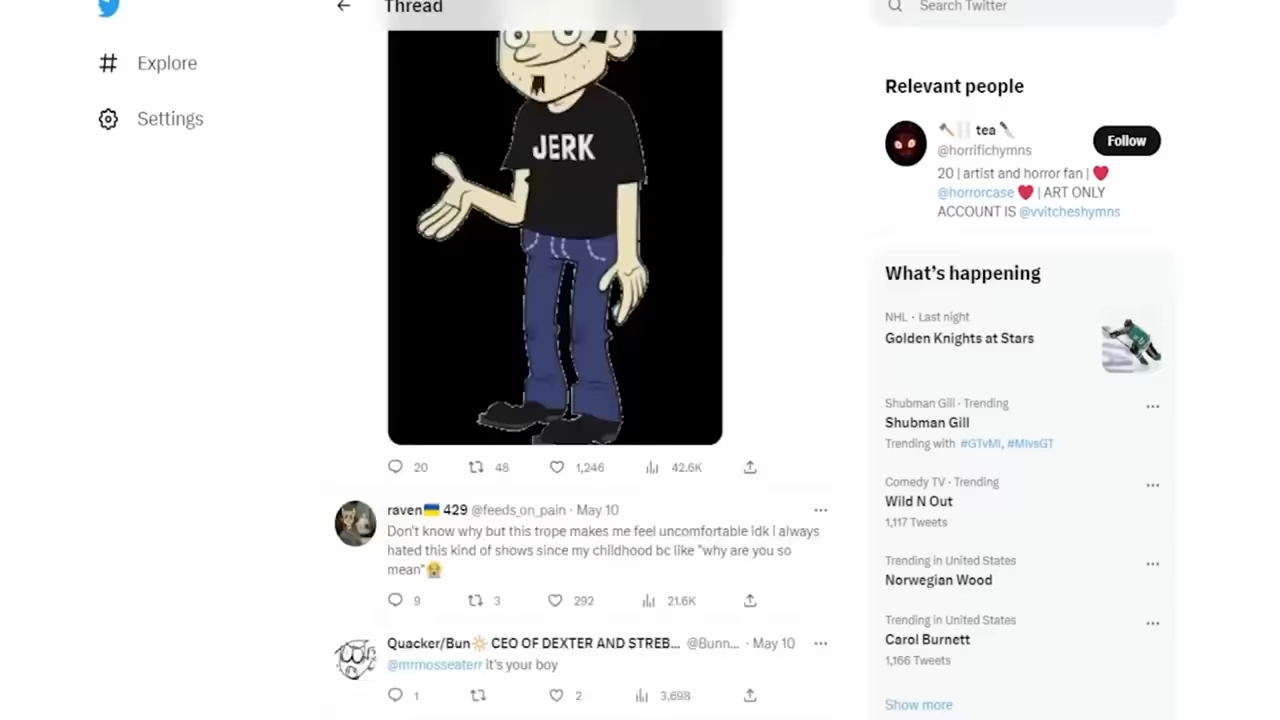 Thread
Search Twitter
Explore
Settings
JERK
20 48 1,246 42.6K
raven 429 @feeds_on_pain · May 10
Don't know why but this trope makes me feel uncomfortable idk i always
hated this kind of shows since my childhood bc like "why are you so
mean"
9 3 292 21.6K
Quacker/Bun CEO OF DEXTER AND STREB... @Bunn... · May 10
@mrmosseaterr it's your boy
1 2 3,698
Relevant people
tea
@horrifichymns
Follow
20 | artist and horror fan |
@horrorcase | ART ONLY
ACCOUNT IS @vvitcheshymns
What's happening
NHL · Last night
Golden Knights at Stars
Shubman Gill · Trending
Shubman Gill
Trending with #GTvMI, #MIvsGT
Comedy TV · Trending
Wild N Out
1,117 Tweets
Trending in United States
Norwegian Wood
Trending in United States
Carol Burnett
1,166 Tweets
Show more